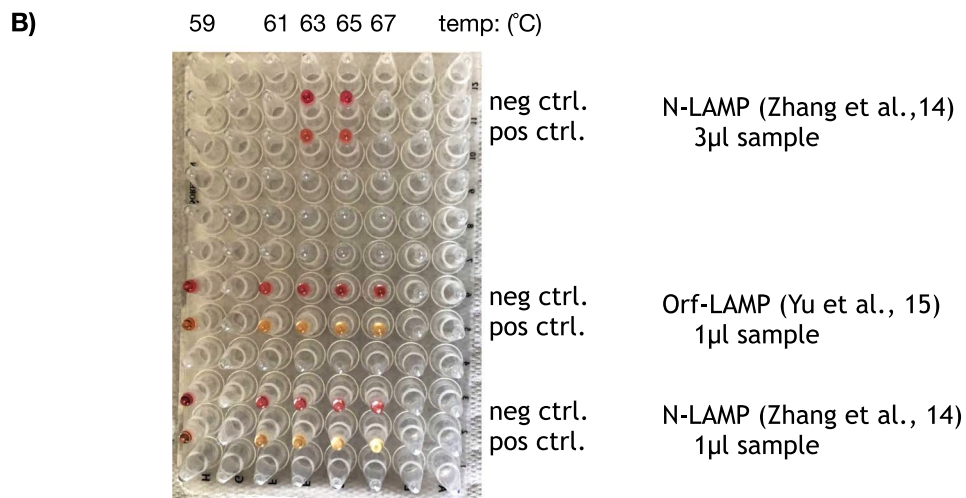 B)
59 61 63 65 67 temp: (°C)
neg ctrl. N-LAMP (Zhang et al.,14)
pos ctrl. 3µl sample
neg ctrl. Orf-LAMP (Yu et al., 15)
pos ctrl. 1µl sample
neg ctrl. N-LAMP (Zhang et al., 14)
pos ctrl. 1µl sample
H G F E